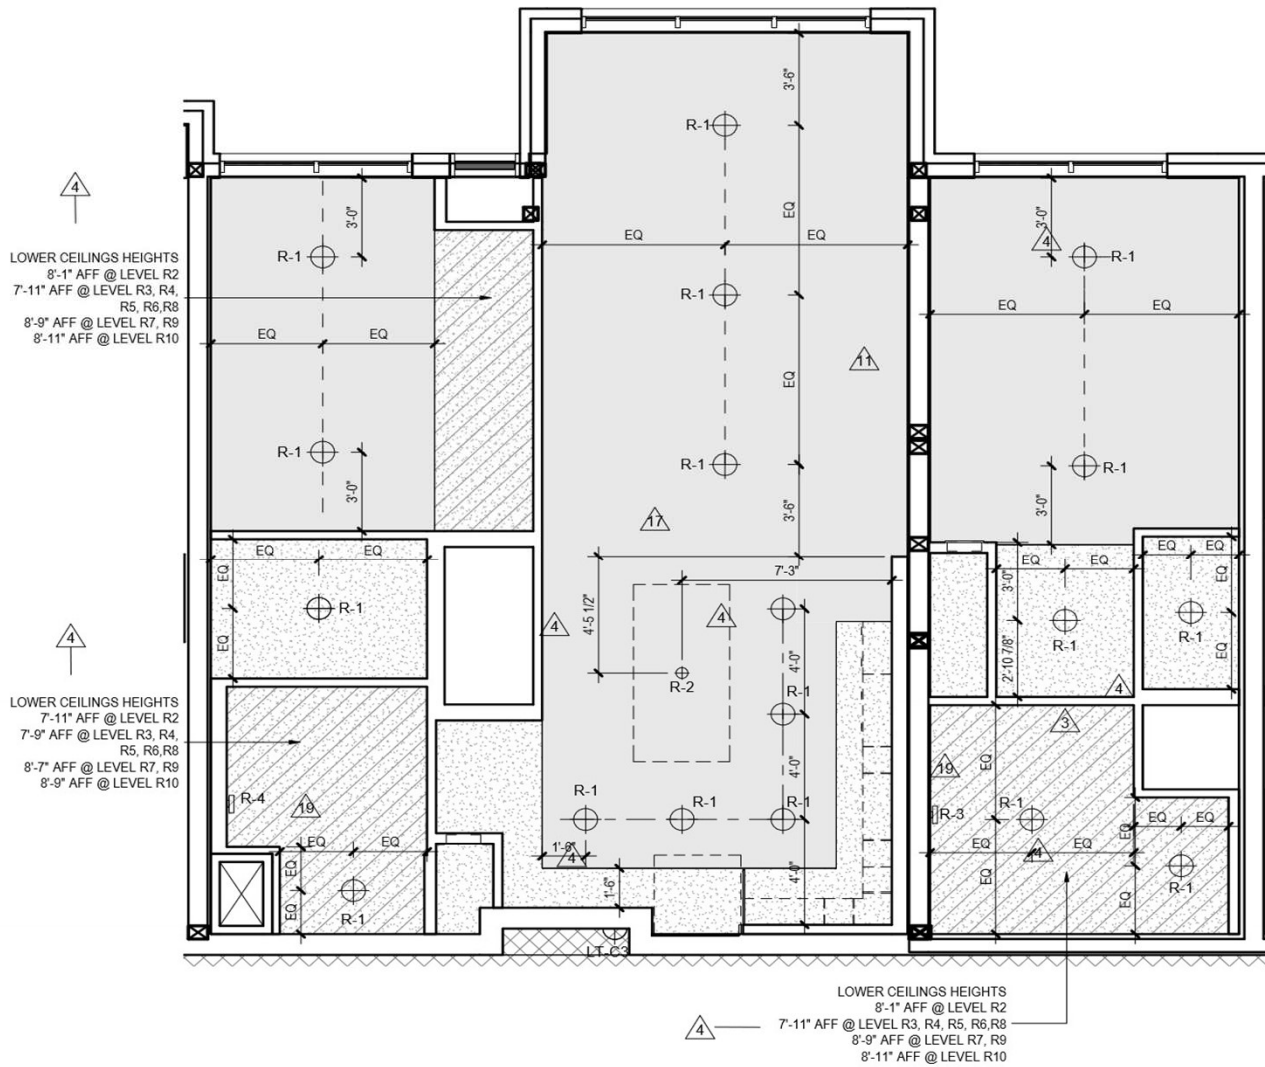 3'-6"
R-1
4
EQ
3'-0"
3'-0"
LOWER CEILINGS HEIGHTS
8'-1" AFF @ LEVEL R2
7'-11" AFF @ LEVEL R3, R4,
R5, R6,R8
8'-9" AFF @ LEVEL R7, R9
8'-11" AFF @ LEVEL R10
EQ EQ
4
R-1
R-1
R-1
EQ EQ
EQ EQ
EQ
11
R-1
R-1
R-1
3'-0"
3'-0"
3'-6"
17
EQ EQ
EQ EQ
EQ EQ
7'-3"
EQ
3'-0"
EQ
R-1
4'-5 1/2"
4
4
R-1
R-1
4
EQ
4'-0"
2'-10 7/8"
EQ
R-2
R-1
4
LOWER CEILINGS HEIGHTS
7'-11" AFF @ LEVEL R2
7'-9" AFF @ LEVEL R3, R4,
R5, R6,R8
8'-7" AFF @ LEVEL R7, R9
8'-9" AFF @ LEVEL R10
3
4'-0"
EQ
19
R-4
19
R-1
R-1
R-1
R-3
R-1
EQ EQ
EQ
EQ EQ
1'-6"
4
4
EQ EQ
EQ
1'-6"
4'-0"
EQ
R-1
EQ
R-1
EQ
EQ
LT-C3
LOWER CEILINGS HEIGHTS
8'-1" AFF @ LEVEL R2
7'-11" AFF @ LEVEL R3, R4, R5, R6,R8
8'-9" AFF @ LEVEL R7, R9
8'-11" AFF @ LEVEL R10
4